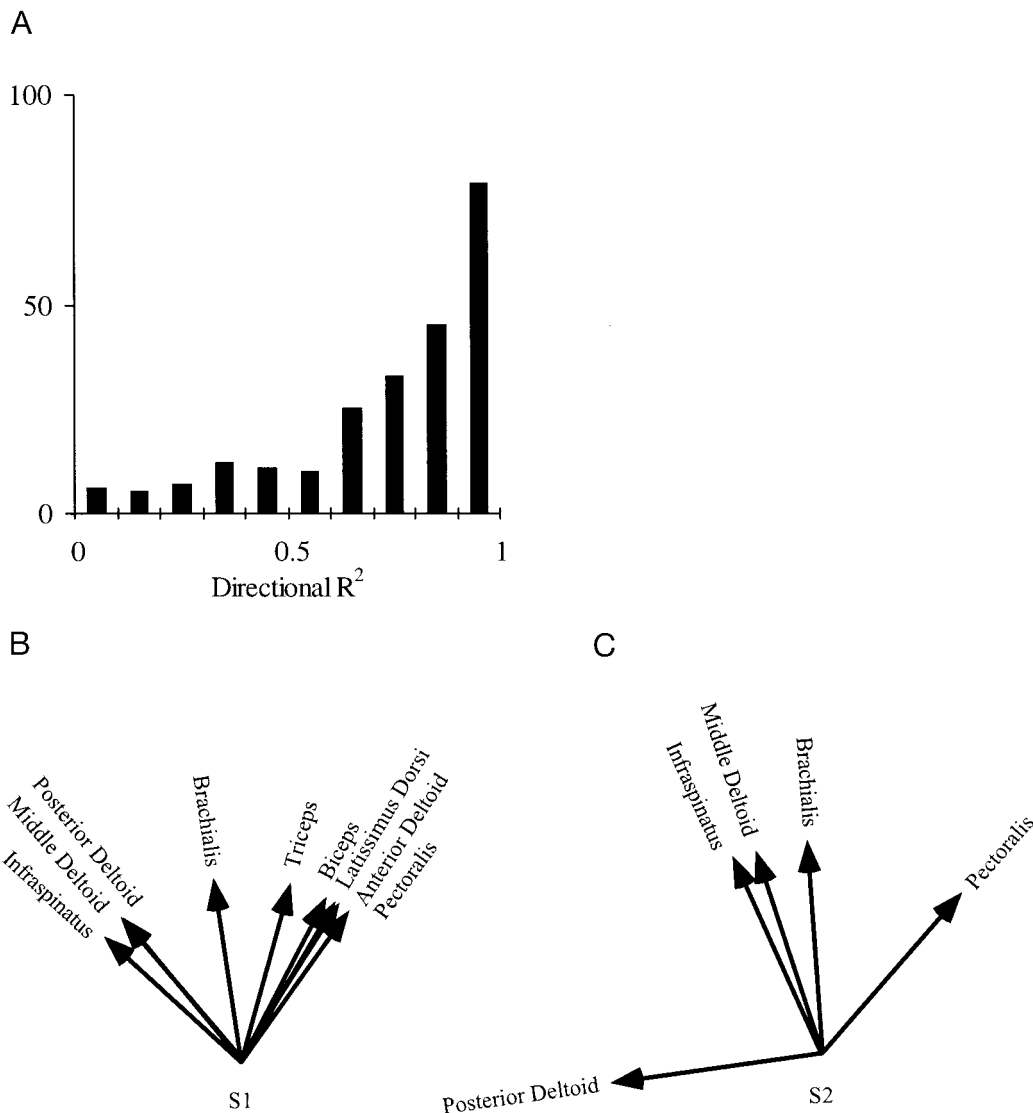 A
100
50
0
0 0.5 1
Directional R²
B
Infraspinatus
Middle Deltoid
Posterior Deltoid
Brachialis
Triceps
Biceps
Latissimus Dorsi
Anterior Deltoid
Pectoralis
S1
C
Infraspinatus
Middle Deltoid
Brachialis
Pectoralis
Posterior Deltoid
S2